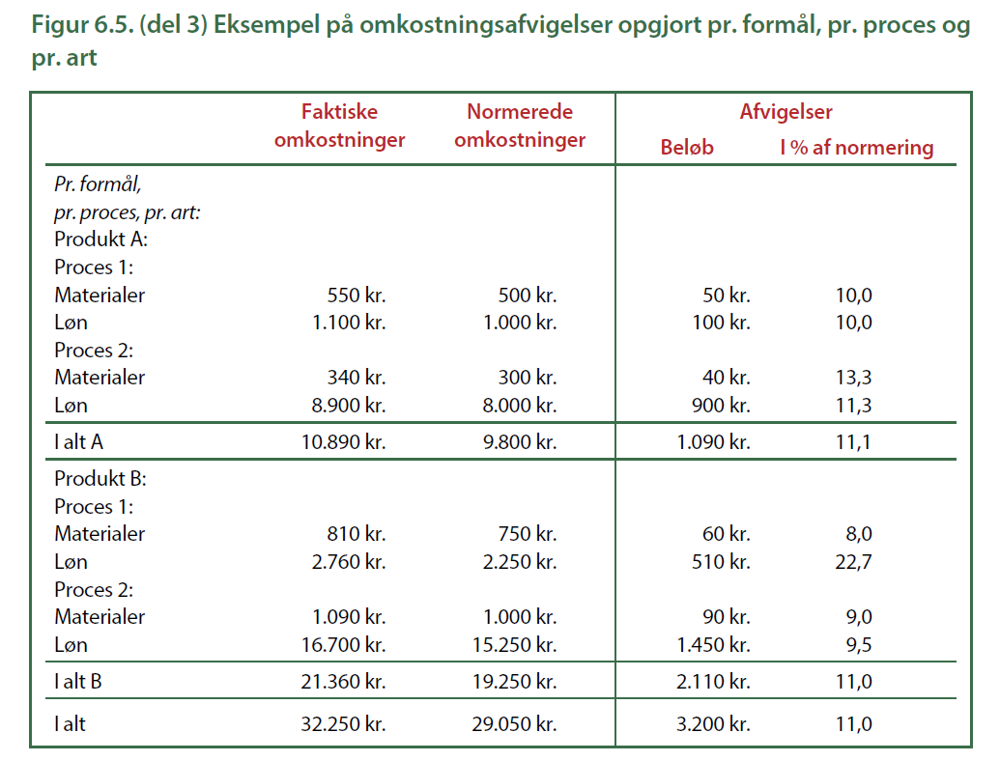 Figur 6.5. (del 3) Eksempel på omkostningsafvigelser opgjort pr. formål, pr. proces og
pr. art
Faktiske omkostninger Normerede omkostninger Afvigelser
Beløb I % af normering
Pr. formål,
pr. proces, pr. art:
Produkt A:
Proces 1:
Materialer 550 kr. 500 kr. 50 kr. 10,0
Løn 1.100 kr. 1.000 kr. 100 kr. 10,0
Proces 2:
Materialer 340 kr. 300 kr. 40 kr. 13,3
Løn 8.900 kr. 8.000 kr. 900 kr. 11,3
I alt A 10.890 kr. 9.800 kr. 1.090 kr. 11,1
Produkt B:
Proces 1:
Materialer 810 kr. 750 kr. 60 kr. 8,0
Løn 2.760 kr. 2.250 kr. 510 kr. 22,7
Proces 2:
Materialer 1.090 kr. 1.000 kr. 90 kr. 9,0
Løn 16.700 kr. 15.250 kr. 1.450 kr. 9,5
I alt B 21.360 kr. 19.250 kr. 2.110 kr. 11,0
I alt 32.250 kr. 29.050 kr. 3.200 kr. 11,0